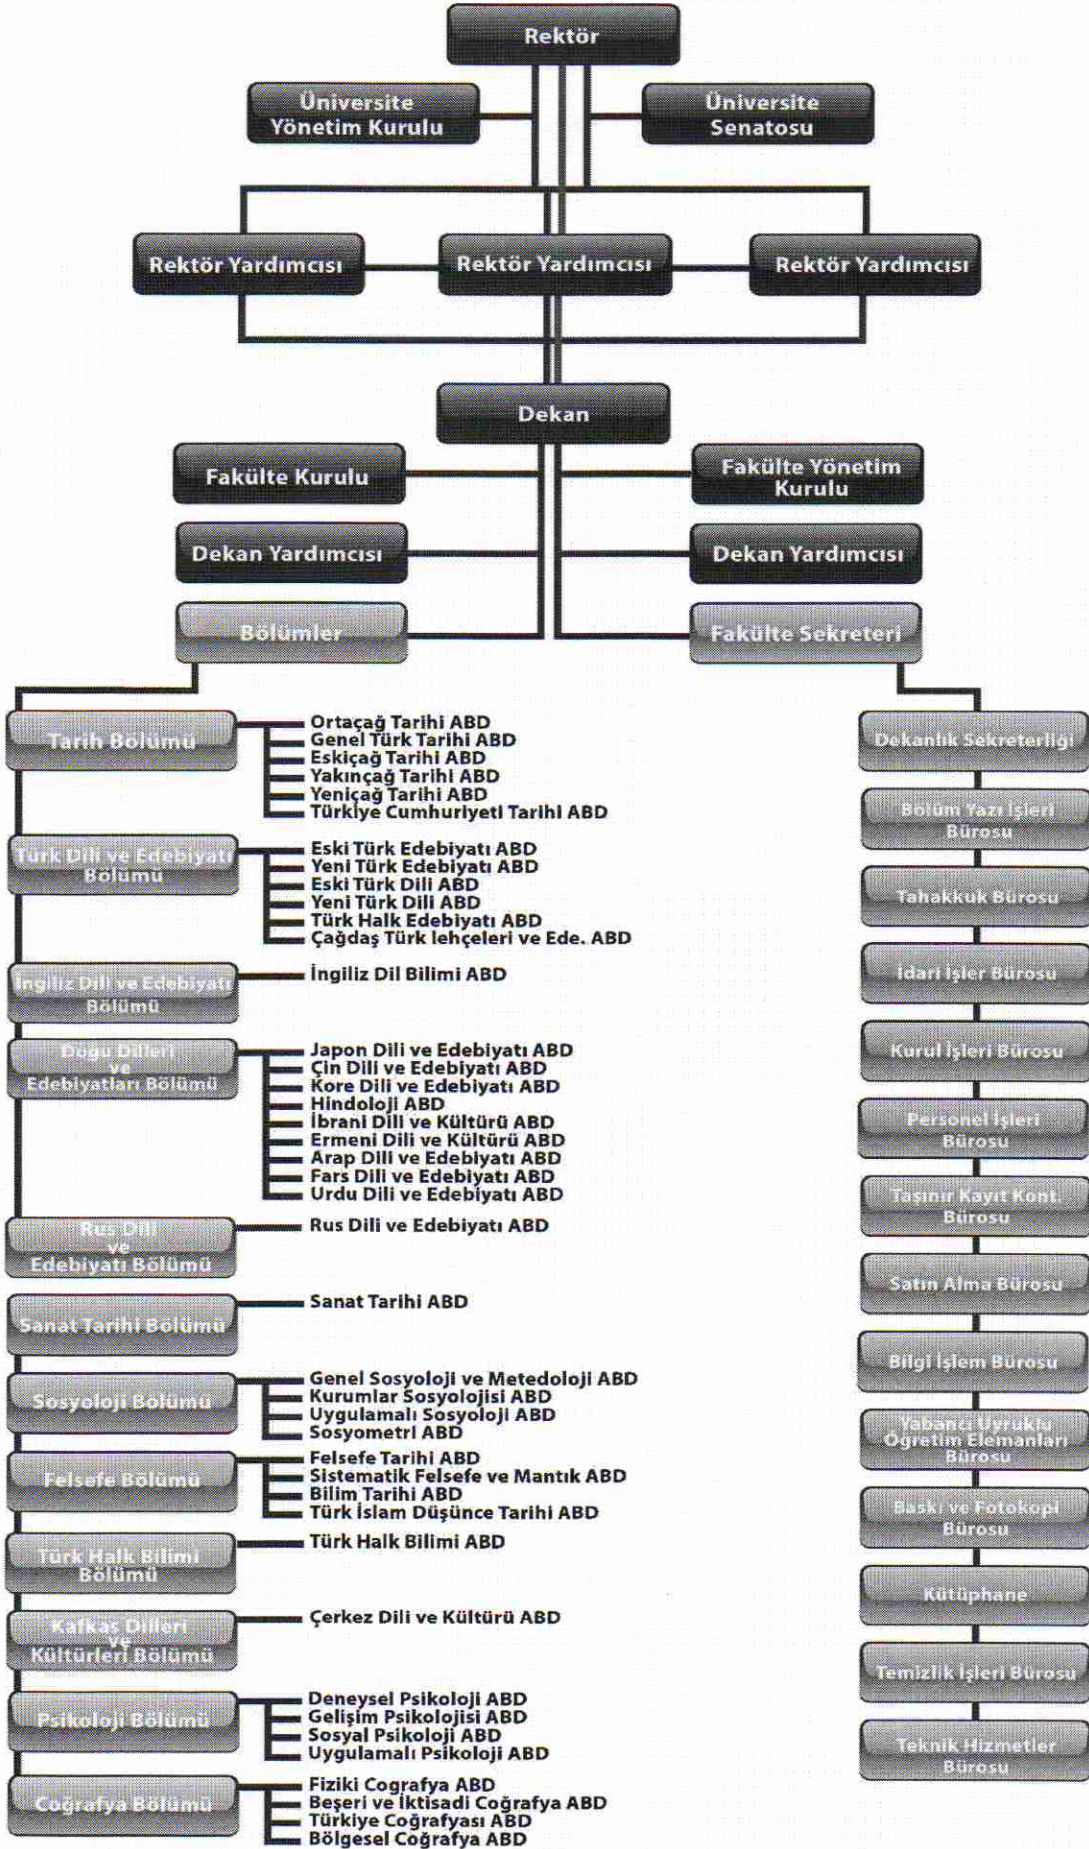 Rektör
Üniversite
Yönetim Kurulu
Üniversite
Senatosu
Rektör Yardımcısı
Rektör Yardımcısı
Rektör Yardımcısı
Dekan
Fakülte Kurulu
Fakülte Yönetim
Kurulu
Dekan Yardımcısı
Dekan Yardımcısı
Bölümler
Fakülte Sekreteri
Tarih Bölümü
Ortaçağ Tarihi ABD
Genel Türk Tarihi ABD
Eskiçağ Tarihi ABD
Yakınçağ Tarihi ABD
Yeniçağ Tarihi ABD
Türkiye Cumhuriyeti Tarihi ABD
Türk Dili ve Edebiyatı
Bölümü
Eski Türk Edebiyatı ABD
Yeni Türk Edebiyatı ABD
Eski Türk Dili ABD
Yeni Türk Dili ABD
Türk Halk Edebiyatı ABD
Çağdaş Türk lehçeleri ve Ede. ABD
İngiliz Dili ve Edebiyatı
Bölümü
İngiliz Dil Bilimi ABD
Doğu Dilleri
ve
Edebiyatları Bölümü
Japon Dili ve Edebiyatı ABD
Çin Dili ve Edebiyatı ABD
Kore Dili ve Edebiyatı ABD
Hindoloji ABD
İbrani Dili ve Kültürü ABD
Ermeni Dili ve Kültürü ABD
Arap Dili ve Edebiyatı ABD
Fars Dili ve Edebiyatı ABD
Urdu Dili ve Edebiyatı ABD
Rus Dili
ve
Edebiyatı Bölümü
Rus Dili ve Edebiyatı ABD
Sanat Tarihi Bölümü
Sanat Tarihi ABD
Sosyoloji Bölümü
Genel Sosyoloji ve Metedoloji ABD
Kurumlar Sosyolojisi ABD
Uygulamalı Sosyoloji ABD
Sosyometri ABD
Felsefe Bölümü
Felsefe Tarihi ABD
Sistematik Felsefe ve Mantık ABD
Bilim Tarihi ABD
Türk İslam Düşünce Tarihi ABD
Türk Halk Bilimi
Bölümü
Türk Halk Bilimi ABD
Kafkas Dilleri
ve
Kültürleri Bölümü
Çerkez Dili ve Kültürü ABD
Psikoloji Bölümü
Deneysel Psikoloji ABD
Gelişim Psikolojisi ABD
Sosyal Psikoloji ABD
Uygulamalı Psikoloji ABD
Coğrafya Bölümü
Fiziki Cografya ABD
Beşeri ve İktisadi Coğrafya ABD
Türkiye Coğrafyası ABD
Bölgesel Coğrafya ABD
Dekanlık Sekreterliği
Bölüm Yazı İşleri
Bürosu
Tahakkuk Bürosu
İdari İşler Bürosu
Kurul İşleri Bürosu
Personel İşleri
Bürosu
Taşınır Kayıt Kont.
Bürosu
Satın Alma Bürosu
Bilgi İşlem Bürosu
Yabancı Uyruklu
Öğretim Elemanları
Bürosu
Baskı ve Fotokopi
Bürosu
Kütüphane
Temizlik İşleri Bürosu
Teknik Hizmetler
Bürosu